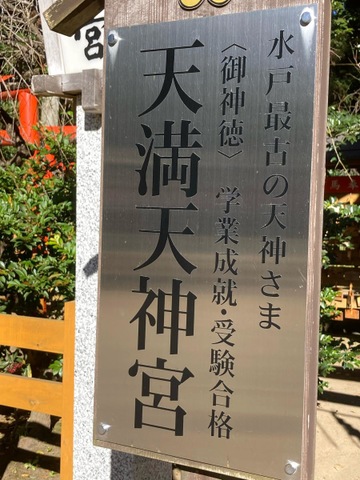 水戸最古の天神さま
〈御神徳〉 学業成就・受験合格
天満天神宮
宮